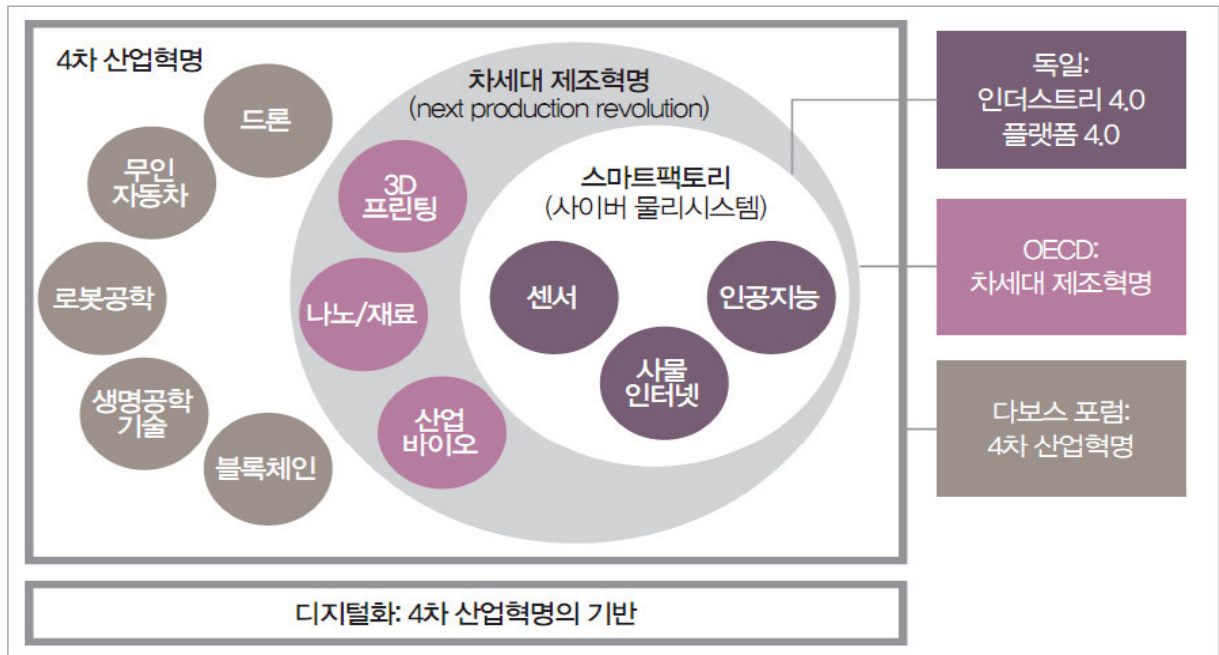 4차 산업혁명
드론
무인
자동차
로봇공학
생명공학
기술
블록체인
차세대 제조혁명
(next production revolution)
3D
프린팅
나노/재료
산업
바이오
스마트팩토리
(사이버 물리시스템)
센서
인공지능
사물
인터넷
독일:
인더스트리 4.0
플랫폼 4.0
OECD:
차세대 제조혁명
다보스 포럼:
4차 산업혁명
디지털화: 4차 산업혁명의 기반